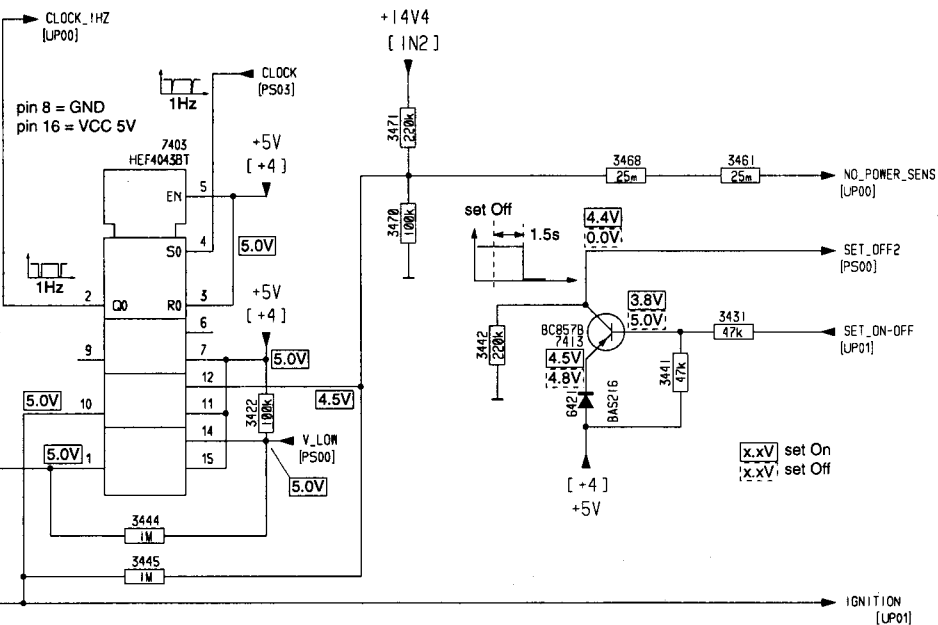 CLOCK_1HZ
[UP00]
+14V4
[ IN2 ]
CLOCK
[PS03]
1Hz
pin 8 = GND
pin 16 = VCC 5V
7403
HEF4043BT
+5V
[ +4 ]
3471
220k
EN
5
S0
4
5.0V
3470
100k
3468
25m
3461
25m
NO_POWER_SENS
[UP00]
set Off
1.5s
4.4V
0.0V
SET_OFF2
[PS00]
1Hz
2
Q0
R0
3
+5V
[ +4 ]
6
9
7
5.0V
3442
220k
BC857B
7413
3.8V
5.0V
3431
47k
SET_ON-OFF
[UP01]
4.5V
4.8V
3441
47k
6421
BAS216
12
4.5V
5.0V
10
11
3422
100k
14
V_LOW
[PS00]
5.0V
1
15
5.0V
x.xV set On
x.xV set Off
[ +4 ]
+5V
3444
1M
3445
1M
IGNITION
[UP01]